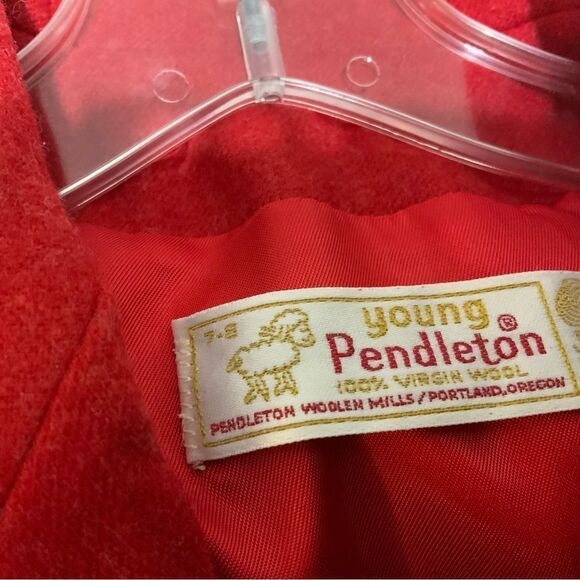 7-8
young
Pendleton®
100% VIRGIN WOOL
PENDLETON WOOLEN MILLS / PORTLAND, OREGON